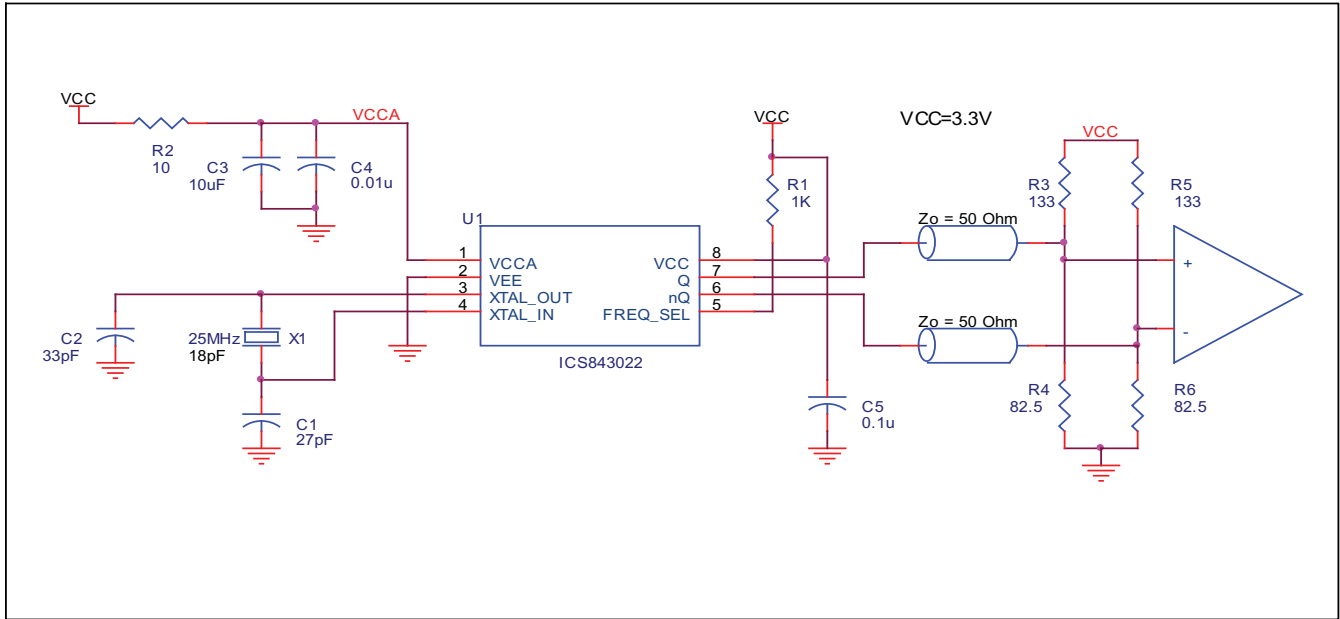 VCC
R2
10
VCCA
C3
10uF
C4
0.01u
C2
33pF
25MHz
18pF
X1
C1
27pF
U1
1
VCCA
2
VEE
3
XTAL_OUT
4
XTAL_IN
VCC
8
Q
7
nQ
6
FREQ_SEL
5
ICS843022
VCC
R1
1K
C5
0.1u
VCC=3.3V
Zo = 50 Ohm
Zo = 50 Ohm
VCC
R3
133
R5
133
+
-
R4
82.5
R6
82.5